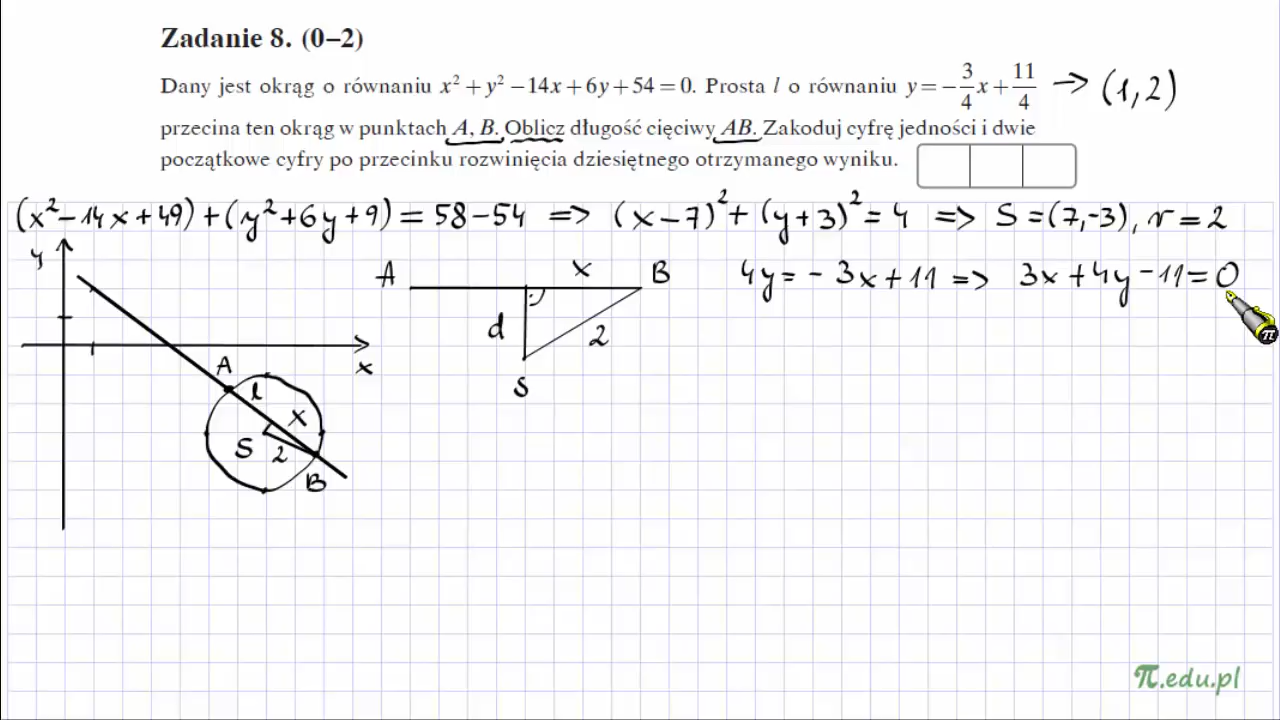 Zadanie 8. (0–2)
Dany jest okrąg o równaniu x² + y² − 14x + 6y + 54 = 0. Prosta l o równaniu y = −3/4x + 11/4 → (1,2)
przecina ten okrąg w punktach A, B. Oblicz długość cięciwy AB. Zakoduj cyfrę jedności i dwie
początkowe cyfry po przecinku rozwinięcia dziesiętnego otrzymanego wyniku.
(x²−14x+49)+(y²+6y+9)=58−54 => (x−7)²+(y+3)²=4 => S=(7,−3), r=2
y
A x B
4y=−3x+11 => 3x+4y−11=0
d 2
S
x
A
l
x
S 2
B
π.edu.pl